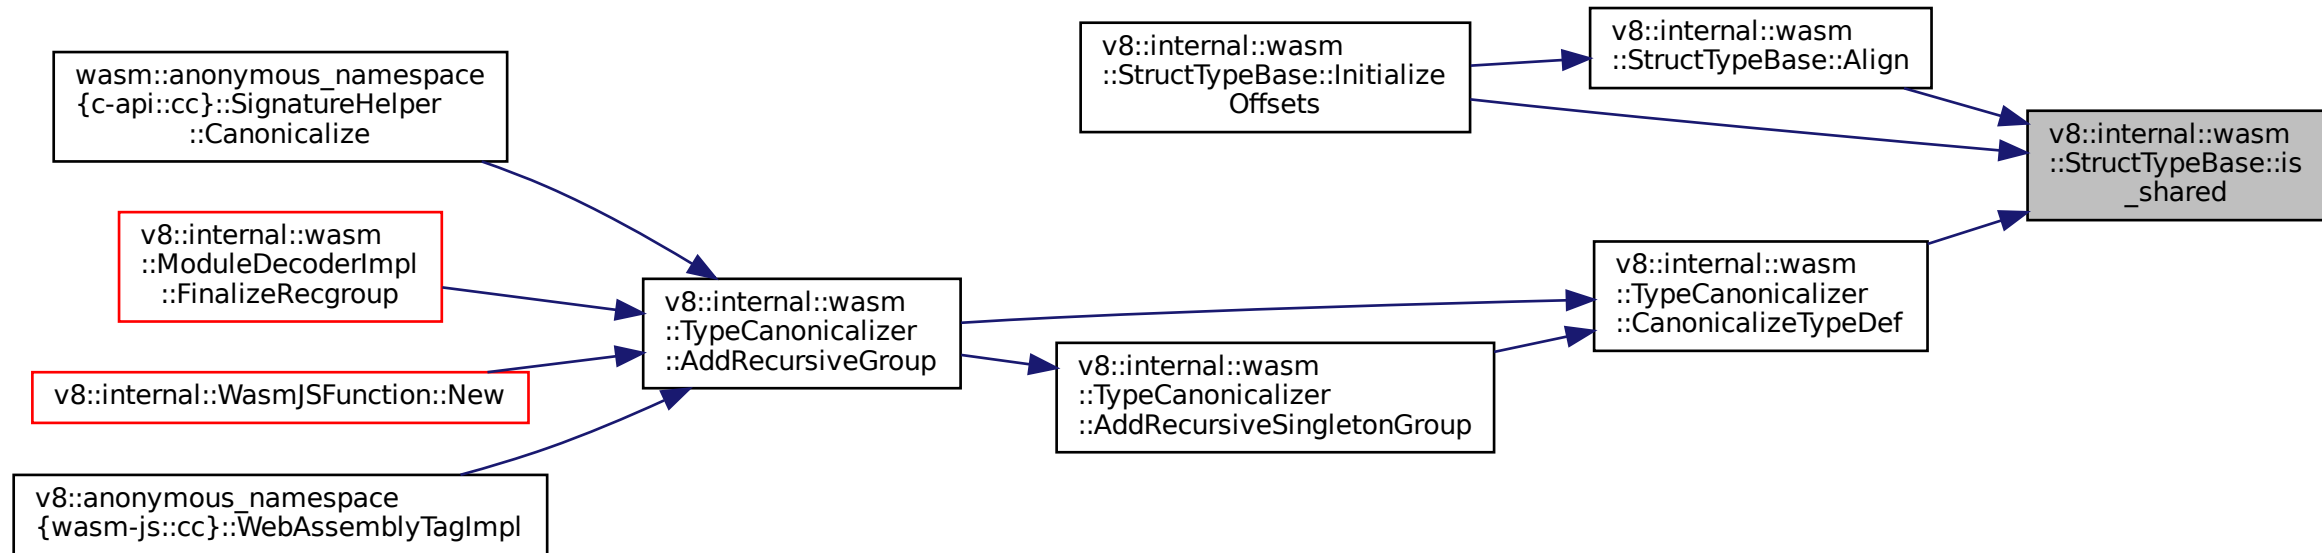 wasm::anonymous_namespace
{c-api::cc}::SignatureHelper
::Canonicalize
v8::internal::wasm
::ModuleDecoderImpl
::FinalizeRecgroup
v8::internal::WasmJSFunction::New
v8::anonymous_namespace
{wasm-js::cc}::WebAssemblyTagImpl
v8::internal::wasm
::TypeCanonicalizer
::AddRecursiveGroup
v8::internal::wasm
::StructTypeBase::Initialize
Offsets
v8::internal::wasm
::TypeCanonicalizer
::AddRecursiveSingletonGroup
v8::internal::wasm
::StructTypeBase::Align
v8::internal::wasm
::TypeCanonicalizer
::CanonicalizeTypeDef
v8::internal::wasm
::StructTypeBase::is
_shared